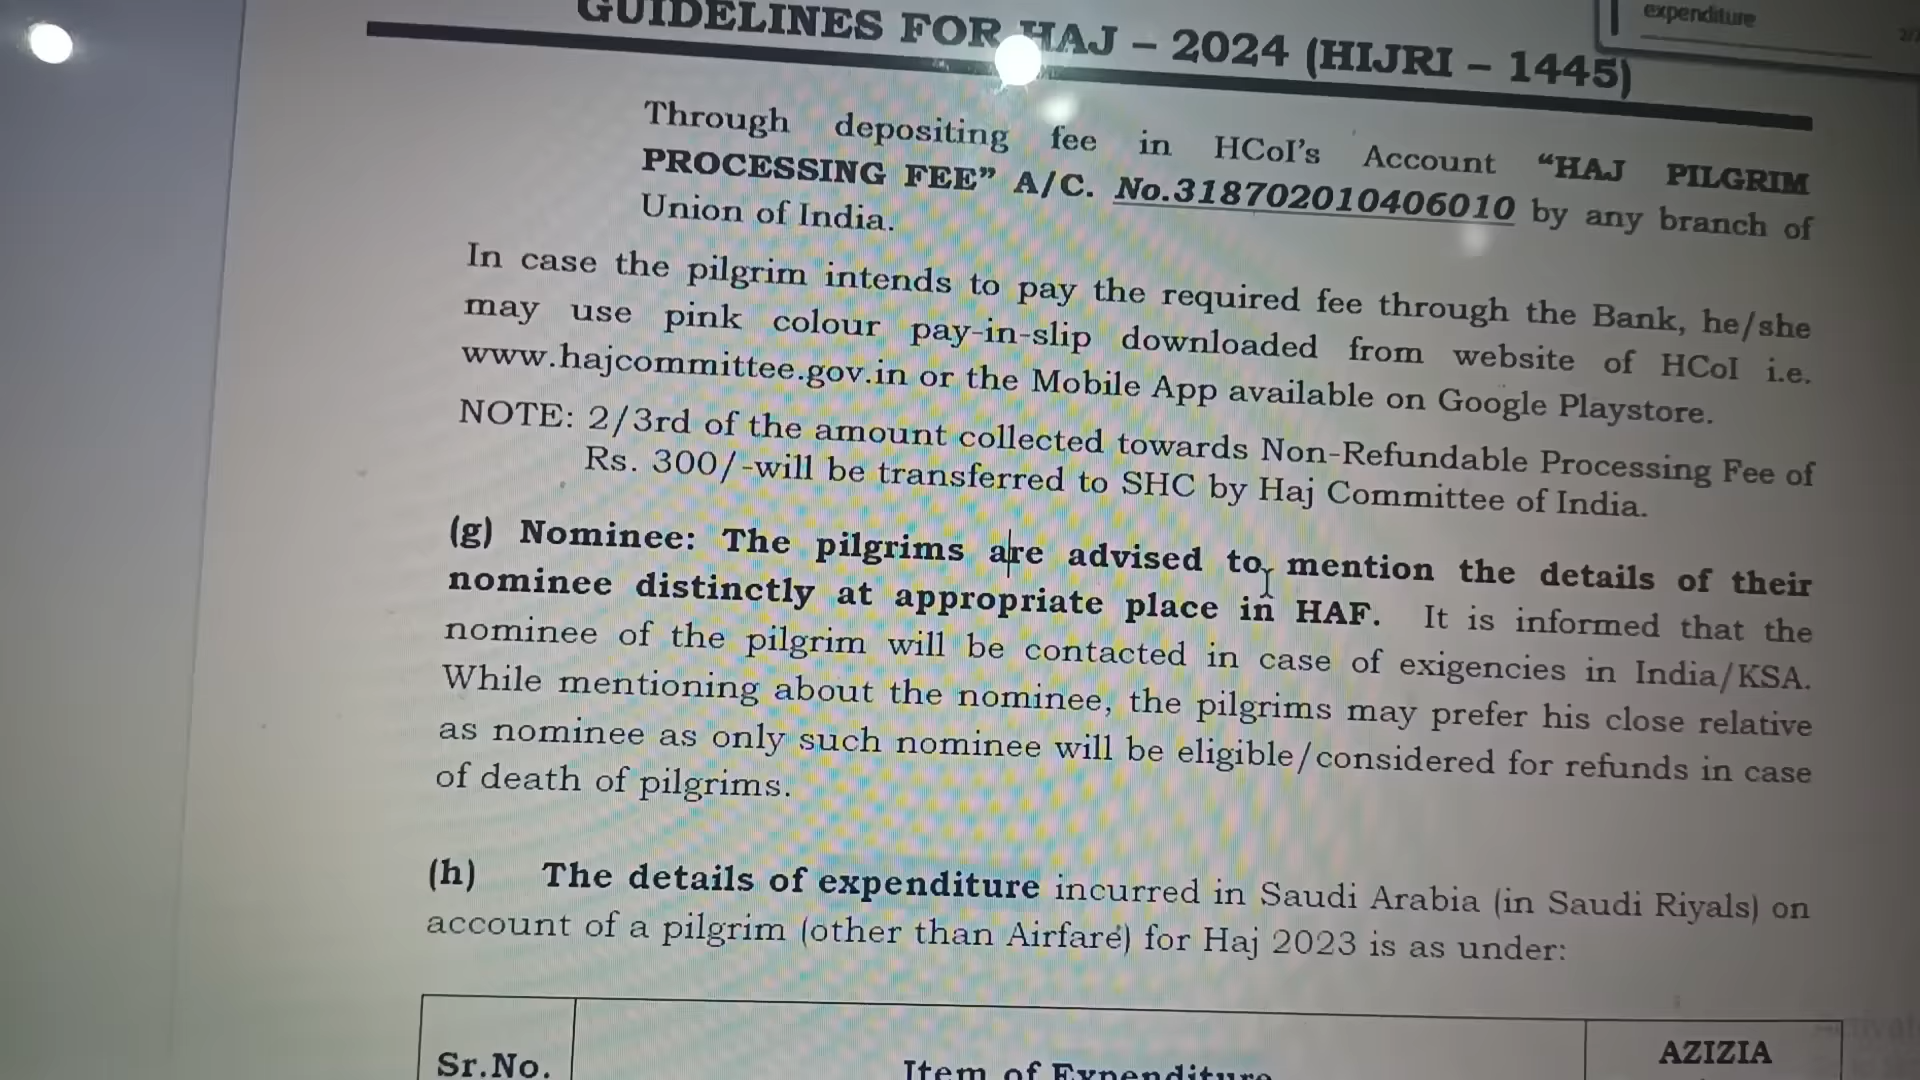 expenditure
GUIDELINES FOR HAJ – 2024 (HIJRI – 1445)
Through depositing fee in HCoI's Account “HAJ PILGRIM
PROCESSING FEE” A/C. No.318702010406010 by any branch of
Union of India.
In case the pilgrim intends to pay the required fee through the Bank, he/she
may use pink colour pay-in-slip downloaded from website of HCoI i.e.
www.hajcommittee.gov.in or the Mobile App available on Google Playstore.
NOTE: 2/3rd of the amount collected towards Non-Refundable Processing Fee of
Rs. 300/-will be transferred to SHC by Haj Committee of India.
(g) Nominee: The pilgrims are advised to mention the details of their
nominee distinctly at appropriate place in HAF. It is informed that the
nominee of the pilgrim will be contacted in case of exigencies in India/KSA.
While mentioning about the nominee, the pilgrims may prefer his close relative
as nominee as only such nominee will be eligible/considered for refunds in case
of death of pilgrims.
(h) The details of expenditure incurred in Saudi Arabia (in Saudi Riyals) on
account of a pilgrim (other than Airfare) for Haj 2023 is as under:
Sr.No. Item of Expenditure AZIZIA